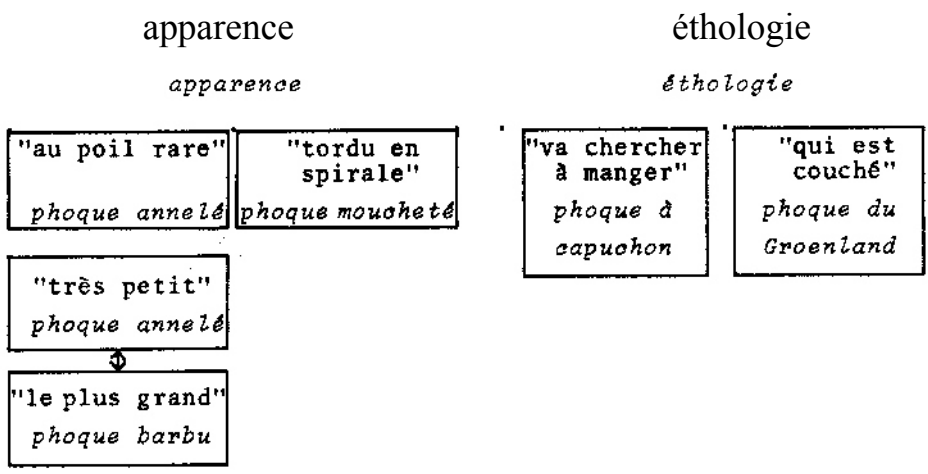 apparence
éthologie
apparence
éthologie
"au poil rare"
phoque annelé
"tordu en
spirale"
phoque moucheté
"va chercher
à manger"
phoque à
capuchon
"qui est
couché"
phoque du
Groenland
"très petit"
phoque annelé
"le plus grand"
phoque barbu